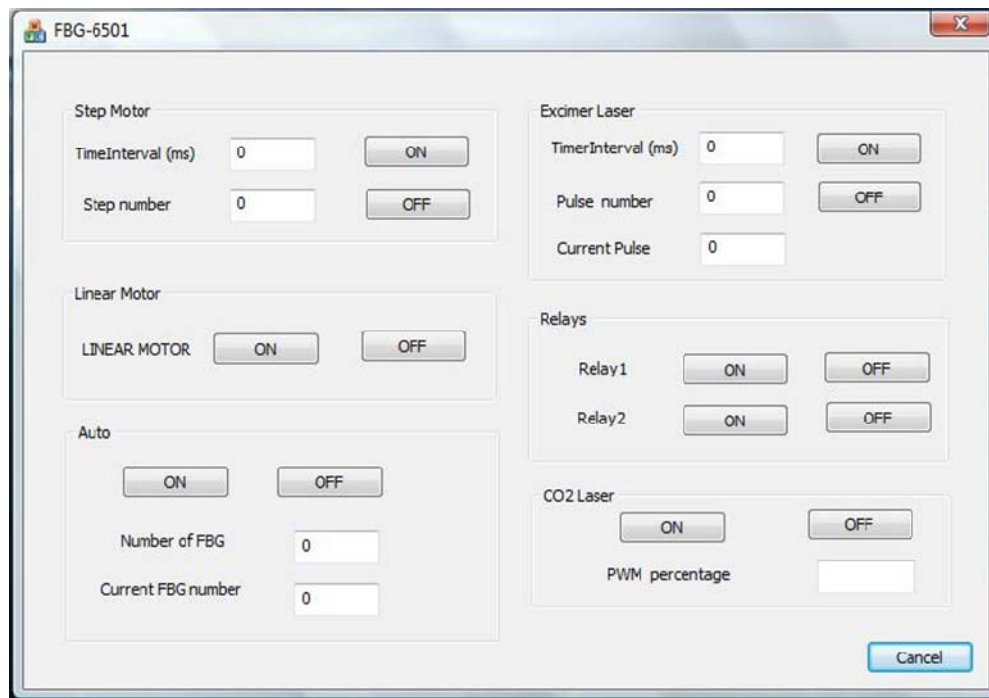 FBG-6501
Step Motor
TimeInterval (ms) 0 ON
Step number 0 OFF
Linear Motor
LINEAR MOTOR ON OFF
Auto
ON OFF
Number of FBG 0
Current FBG number 0
Excimer Laser
TimerInterval (ms) 0 ON
Pulse number 0 OFF
Current Pulse 0
Relays
Relay1 ON OFF
Relay2 ON OFF
CO2 Laser
ON OFF
PWM percentage
Cancel